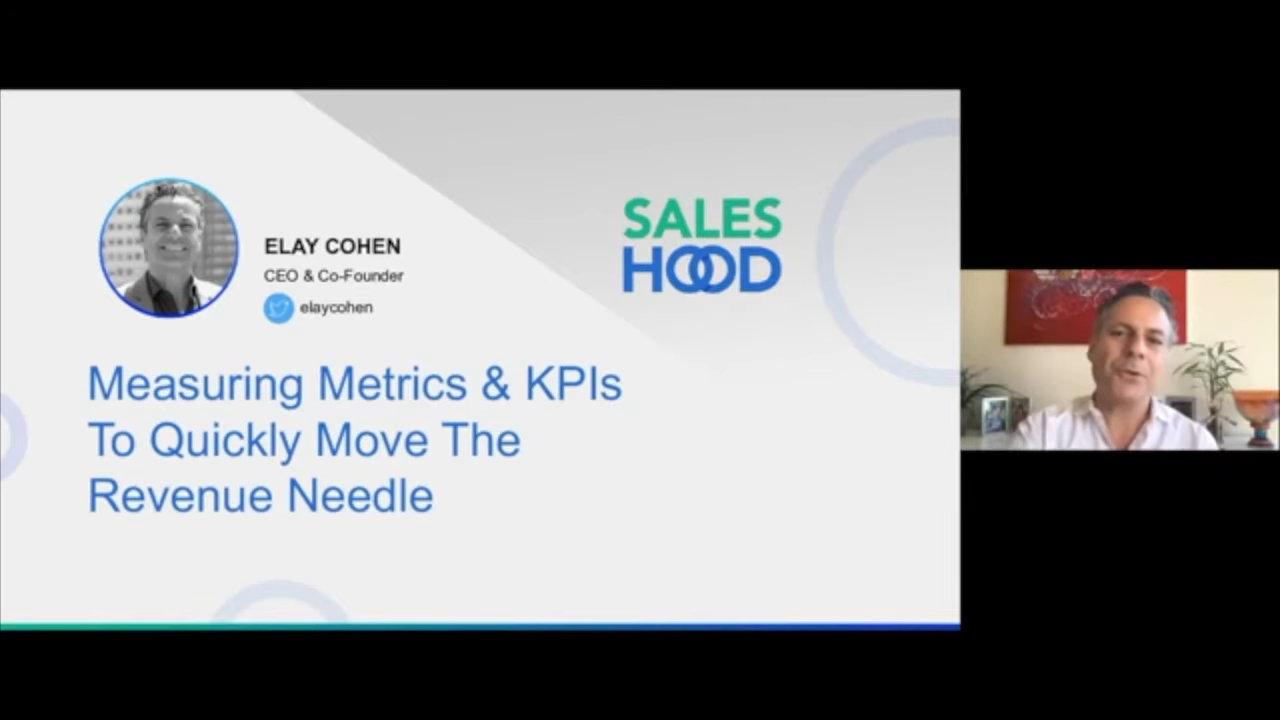 ELAY COHEN
CEO & Co-Founder
elaycohen
SALES
HOOD
Measuring Metrics & KPIs
To Quickly Move The
Revenue Needle